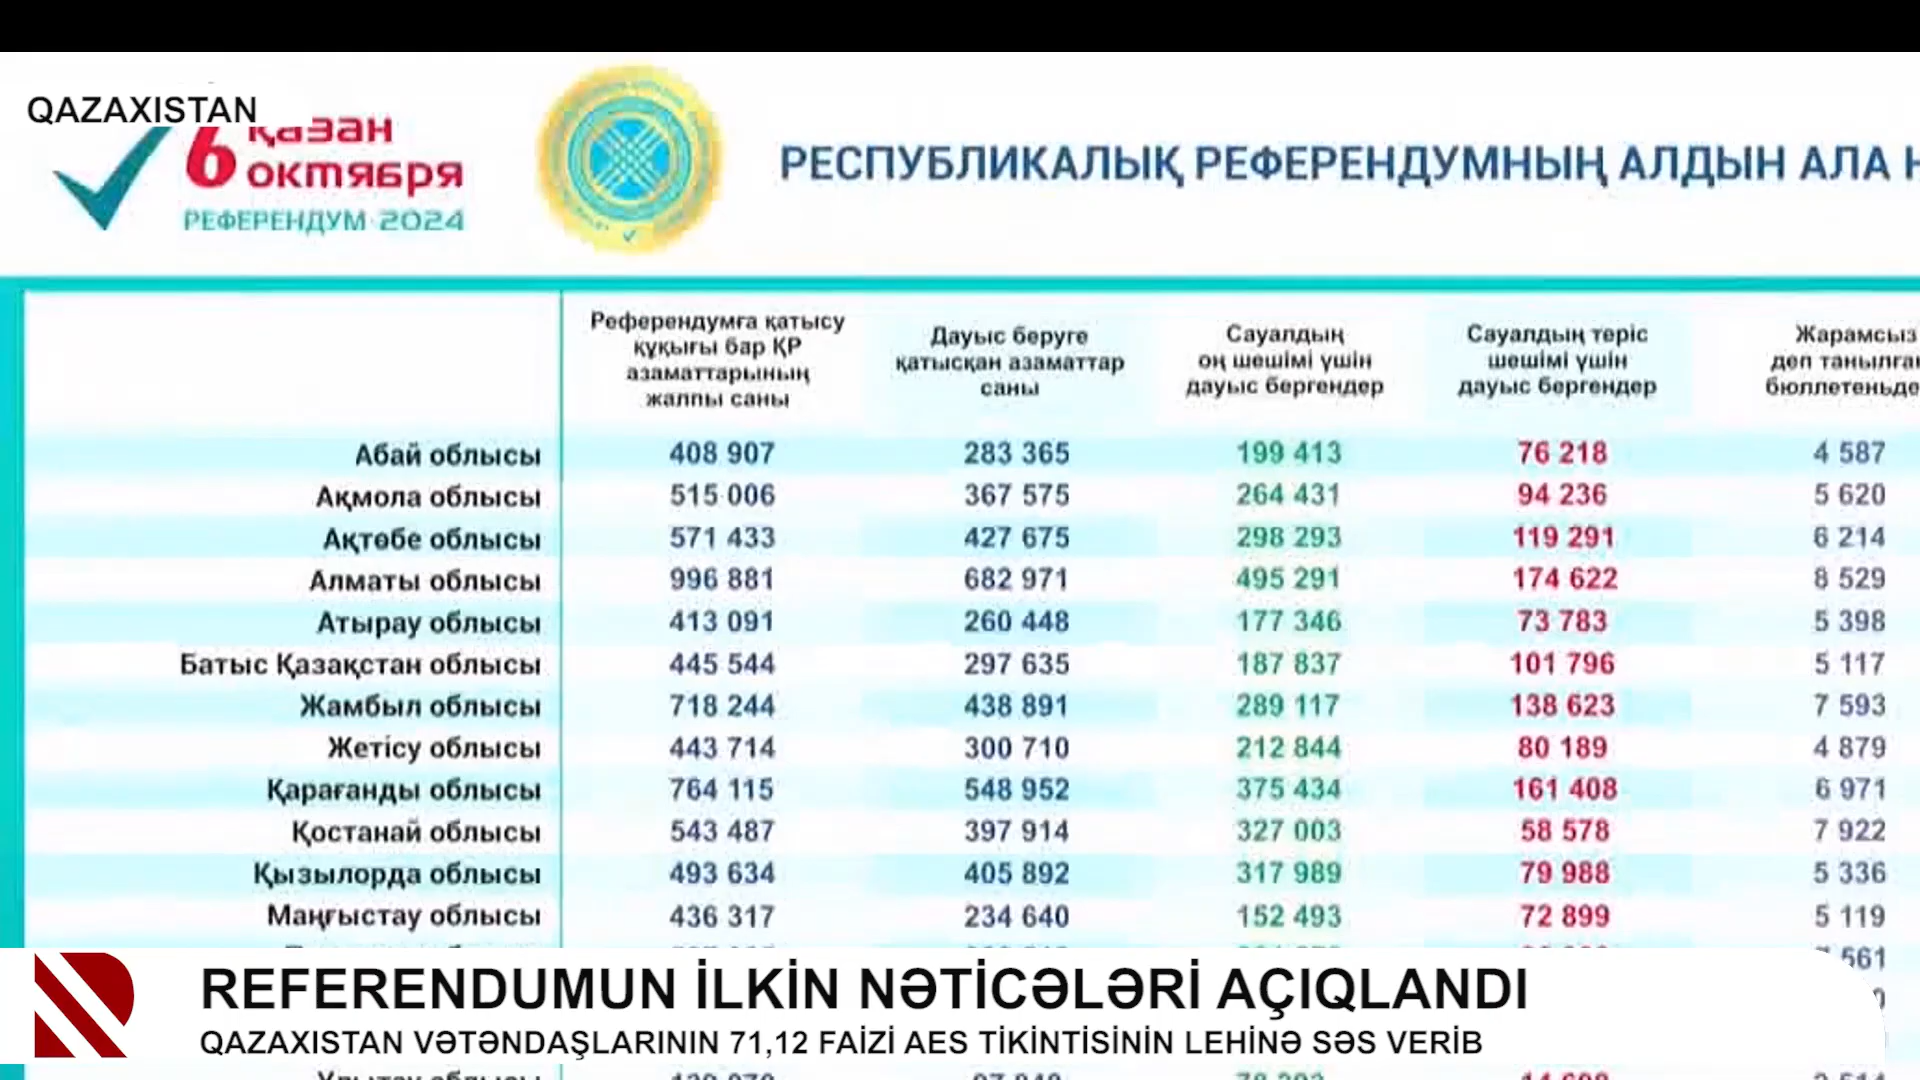 QAZAXISTAN
6 қазан
октября
РЕФЕРЕНДУМ 2024
РЕСПУБЛИКАЛЫҚ РЕФЕРЕНДУМНЫҢ АЛДЫН АЛА
Референдумға қатысу құқығы бар ҚР азаматтарының жалпы саны
Дауыс беруге қатысқан азаматтар саны
Сауалдың оң шешімі үшін дауыс бергендер
Сауалдың теріс шешімі үшін дауыс бергендер
Жарамсыз деп
Абай облысы 408 907 283 365 199 413 76 218 4 587
Ақмола облысы 515 006 367 575 264 431 94 236 5 620
Ақтөбе облысы 571 433 427 675 298 293 119 291 6 214
Алматы облысы 996 881 682 971 495 291 174 622 8 529
Атырау облысы 413 091 260 448 177 346 73 783 5 398
Батыс Қазақстан облысы 445 544 297 635 187 837 101 796 5 117
Жамбыл облысы 718 244 438 891 289 117 138 623 7 593
Жетісу облысы 443 714 300 710 212 844 80 189 4 879
Қарағанды облысы 764 115 548 952 375 434 161 408 6 971
Қостанай облысы 543 487 397 914 327 003 58 578 7 922
Қызылорда облысы 493 634 405 892 317 989 79 988 5 336
Маңғыстау облысы 436 317 234 640 152 493 72 899 5 119
561
REFERENDUMUN İLKİN NƏTİCƏLƏRİ AÇIQLANDI
QAZAXISTAN VƏTƏNDAŞLARININ 71,12 FAİZİ AES TİKİNTİSİNİN LEHİNƏ SƏS VERİB